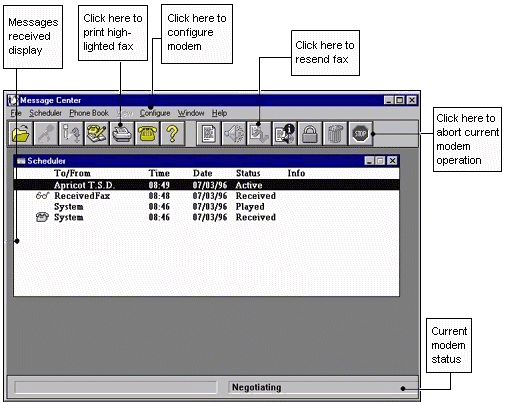 Messages
received
display
Click here to
print high-
lighted fax
Click here to
configure
modem
Click here to
resend fax
Click here to
abort current
modem
operation
Message Center
File Scheduler Phone Book View Configure Window Help
STOP
Scheduler
To/From Time Date Status Info
Apricot T.S.D. 08:49 07/03/96 Active
ReceivedFax 08:48 07/03/96 Received
System 08:46 07/03/96 Played
System 08:46 07/03/96 Received
Current
modem
status
Negotiating